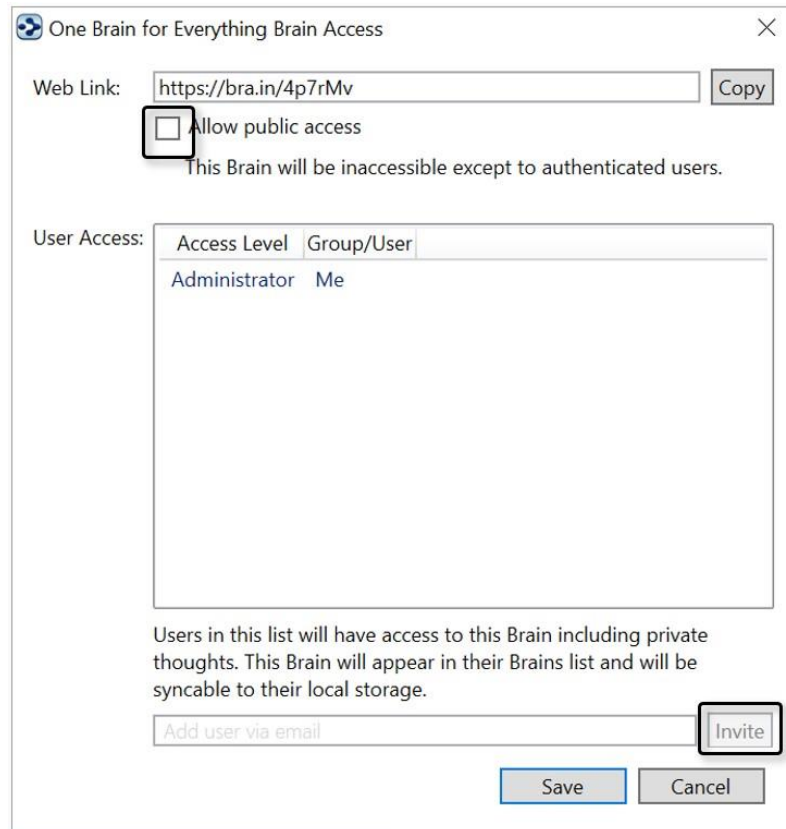 One Brain for Everything Brain Access
Web Link: https://bra.in/4p7rMv Copy
Allow public access
This Brain will be inaccessible except to authenticated users.
User Access: Access Level Group/User
Administrator Me
Users in this list will have access to this Brain including private
thoughts. This Brain will appear in their Brains list and will be
syncable to their local storage.
Add user via email Invite
Save Cancel